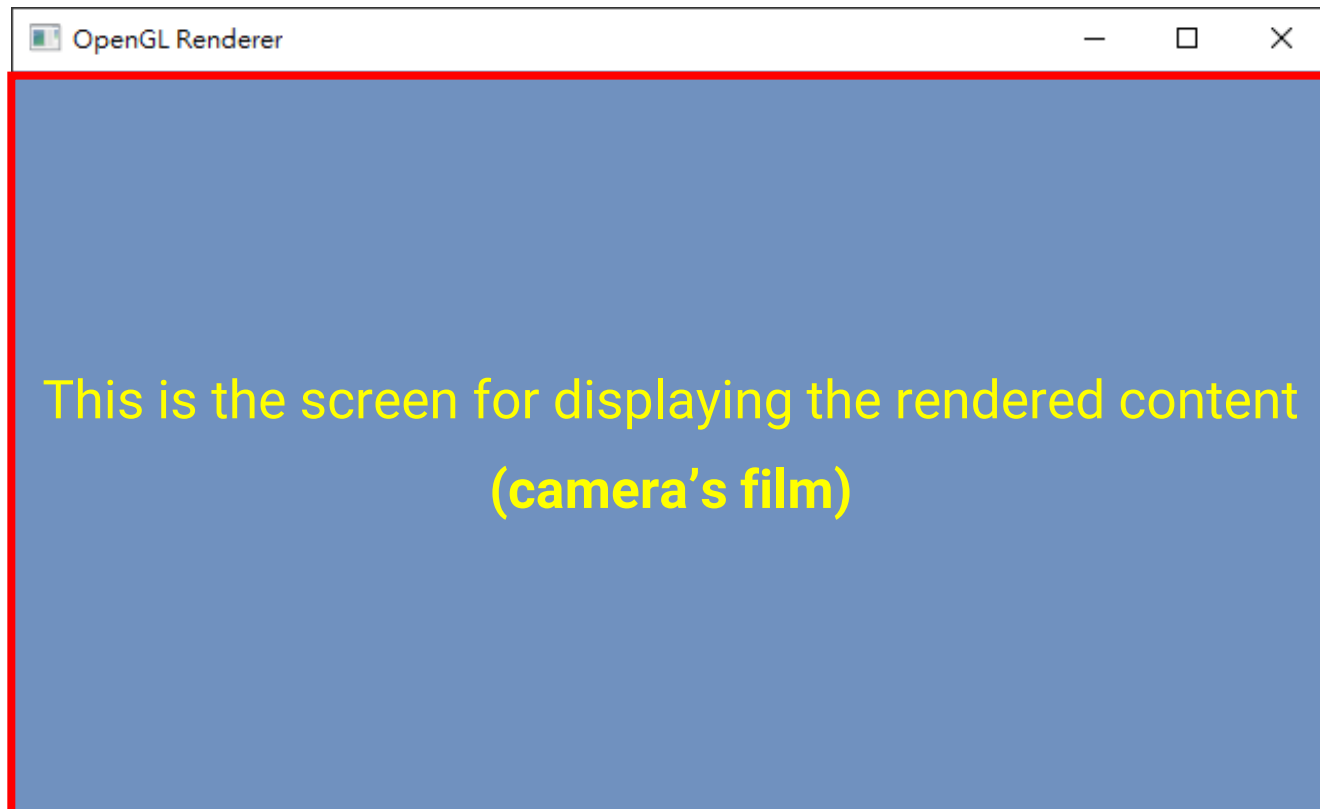 OpenGL Renderer
This is the screen for displaying the rendered content
(camera’s film)